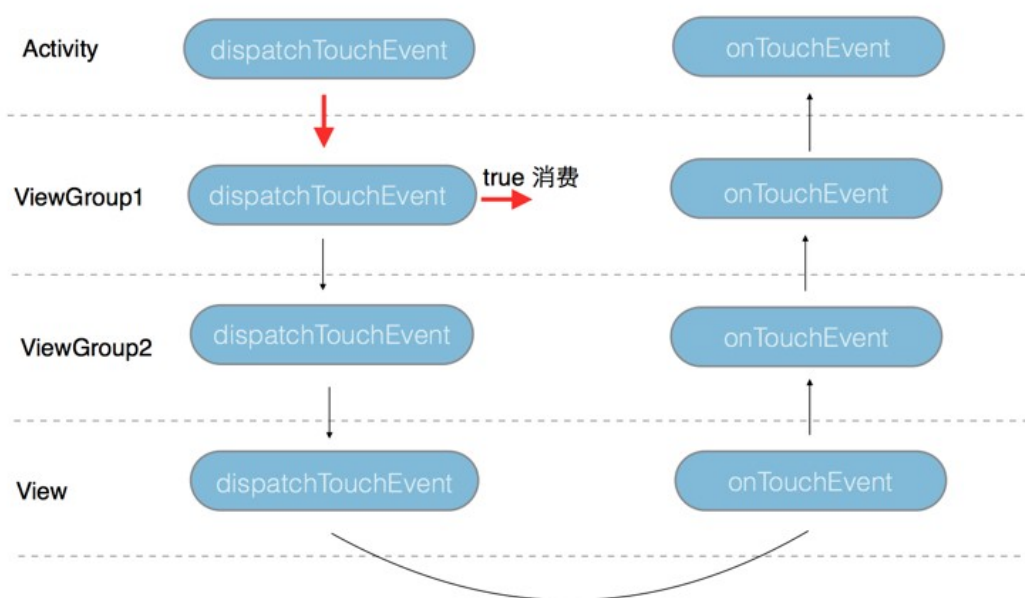 Activity
dispatchTouchEvent
onTouchEvent
ViewGroup1
dispatchTouchEvent
true 消费
onTouchEvent
ViewGroup2
dispatchTouchEvent
onTouchEvent
View
dispatchTouchEvent
onTouchEvent